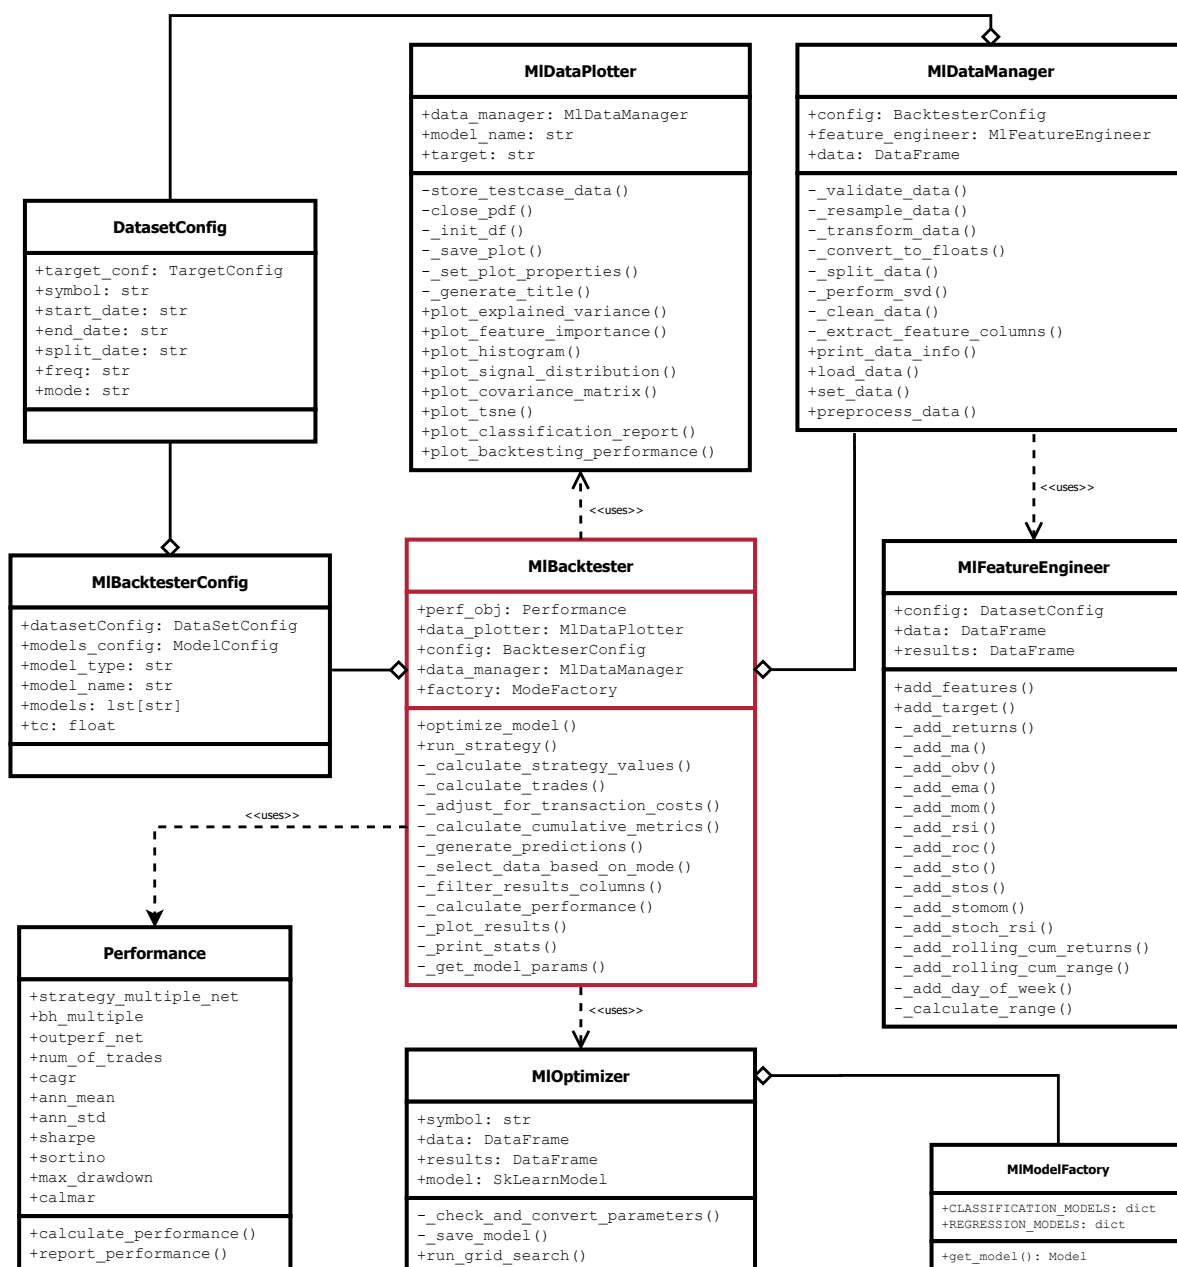 MlDataPlotter
+data_manager: MlDataManager
+model_name: str
+target: str
-store_testcase_data()
-close_pdf()
-_init_df()
-_save_plot()
-_set_plot_properties()
-_generate_title()
+plot_explained_variance()
+plot_feature_importance()
+plot_histogram()
+plot_signal_distribution()
+plot_covariance_matrix()
+plot_tsne()
+plot_classification_report()
+plot_backtesting_performance()
MlDataManager
+config: BacktesterConfig
+feature_engineer: MlFeatureEngineer
+data: DataFrame
-_validate_data()
-_resample_data()
-_transform_data()
-_convert_to_floats()
-_split_data()
-_perform_svd()
-_clean_data()
-_extract_feature_columns()
+print_data_info()
+load_data()
+set_data()
+preprocess_data()
DatasetConfig
+target_conf: TargetConfig
+symbol: str
+start_date: str
+end_date: str
+split_date: str
+freq: str
+mode: str
<<uses>>
<<uses>>
MlBacktesterConfig
+datasetConfig: DataSetConfig
+models_config: ModelConfig
+model_type: str
+model_name: str
+models: lst[str]
+tc: float
MlBacktester
+perf_obj: Performance
+data_plotter: MlDataPlotter
+config: BackteserConfig
+data_manager: MlDataManager
+factory: ModeFactory
+optimize_model()
+run_strategy()
-_calculate_strategy_values()
-_calculate_trades()
-_adjust_for_transaction_costs()
-_calculate_cumulative_metrics()
-_generate_predictions()
-_select_data_based_on_mode()
-_filter_results_columns()
-_calculate_performance()
-_plot_results()
-_print_stats()
-_get_model_params()
MlFeatureEngineer
+config: DatasetConfig
+data: DataFrame
+results: DataFrame
+add_features()
+add_target()
-_add_returns()
-_add_ma()
-_add_obv()
-_add_ema()
-_add_mom()
-_add_rsi()
-_add_roc()
-_add_sto()
-_add_stos()
-_add_stomom()
-_add_stoch_rsi()
-_add_rolling_cum_returns()
-_add_rolling_cum_range()
-_add_day_of_week()
-_calculate_range()
<<uses>>
<<uses>>
Performance
+strategy_multiple_net
+bh_multiple
+outperf_net
+num_of_trades
+cagr
+ann_mean
+ann_std
+sharpe
+sortino
+max_drawdown
+calmar
+calculate_performance()
+report_performance()
MlOptimizer
+symbol: str
+data: DataFrame
+results: DataFrame
+model: SkLearnModel
-_check_and_convert_parameters()
-_save_model()
+run_grid_search()
MlModelFactory
+CLASSIFICATION_MODELS: dict
+REGRESSION_MODELS: dict
+get_model(): Model